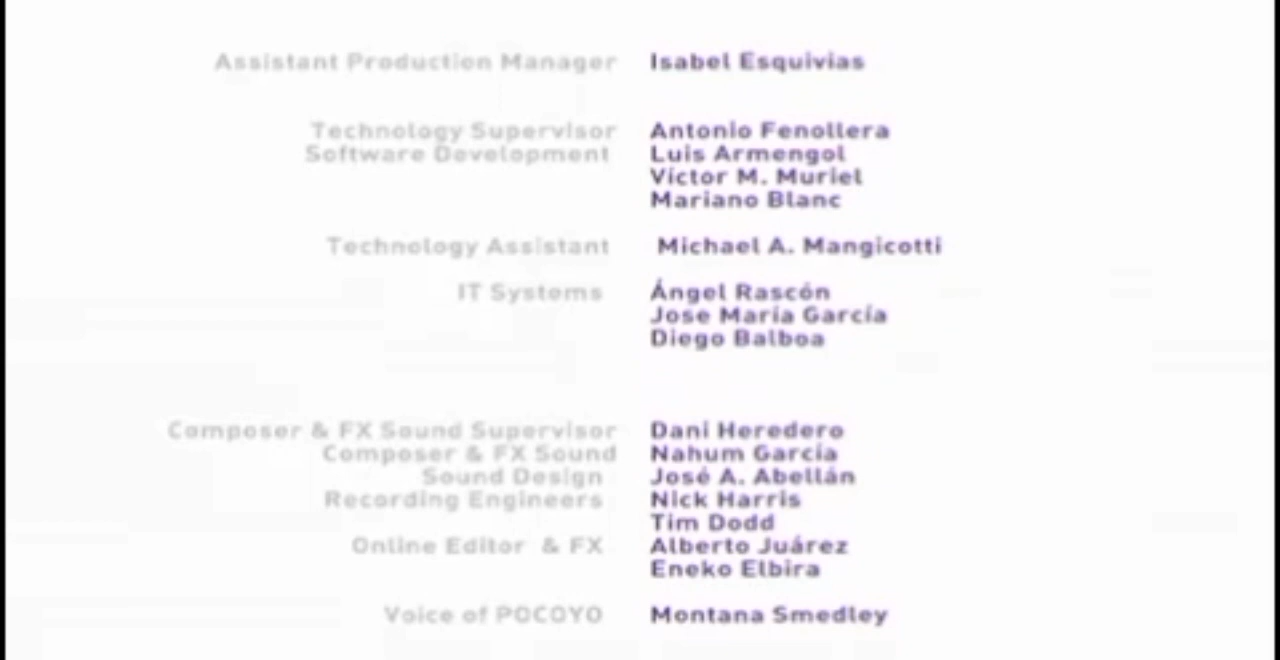 Assistant Production Manager Isabel Esquivias
Technology Supervisor Antonio Fenollera
Software Development Luis Armengol
Víctor M. Muriel
Mariano Blanc
Technology Assistant Michael A. Mangicotti
IT Systems Ángel Rascón
Jose María García
Diego Balboa
Composer & FX Sound Supervisor Dani Heredero
Composer & FX Sound Nahum García
Sound Design José A. Abellán
Recording Engineers Nick Harris
Tim Dodd
Online Editor & FX Alberto Juárez
Eneko Elbira
Voice of POCOYO Montana Smedley